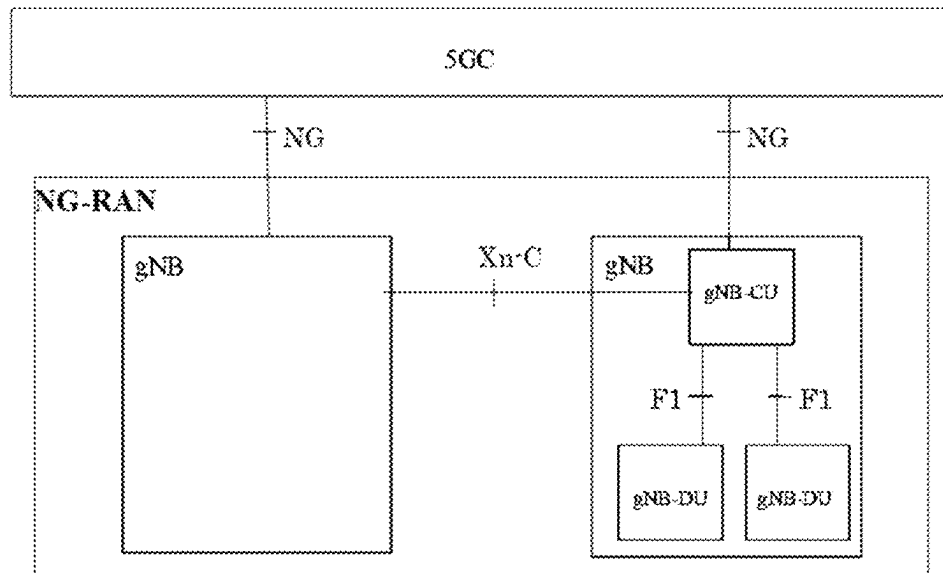 5GC
NG
NG
NG-RAN
gNB
Xn-C
gNB
gNB-CU
F1
F1
gNB-DU
gNB-DU